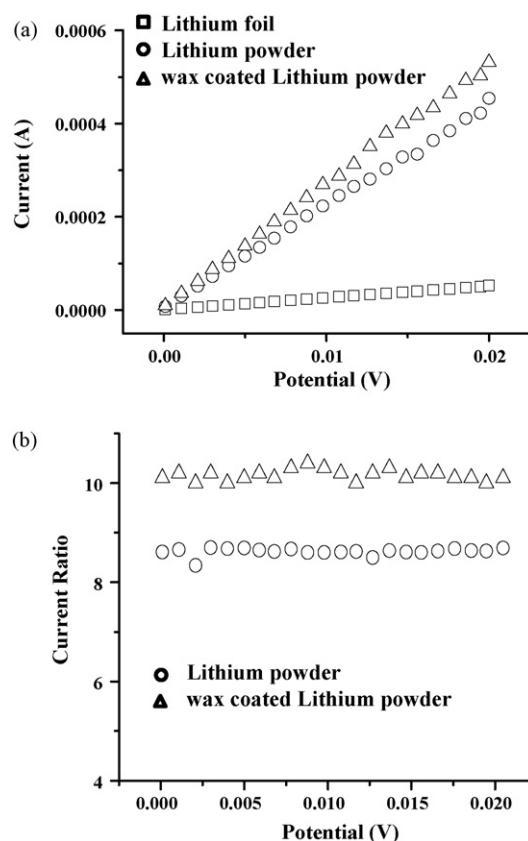 (a)
0.0006
0.0004
0.0002
0.0000
Current (A)
Lithium foil
Lithium powder
wax coated Lithium powder
0.00 0.01 0.02
Potential (V)
(b)
10
8
6
4
Current Ratio
Lithium powder
wax coated Lithium powder
0.000 0.005 0.010 0.015 0.020
Potential (V)